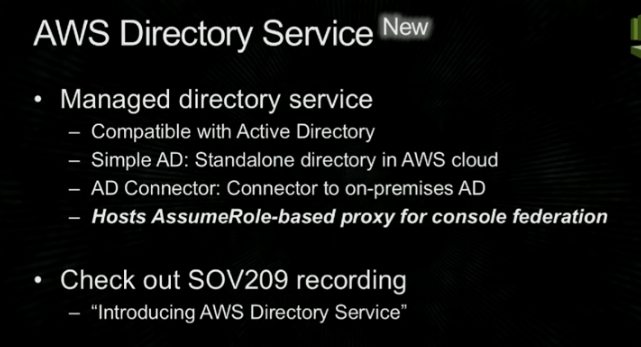 AWS Directory Service New
• Managed directory service
– Compatible with Active Directory
– Simple AD: Standalone directory in AWS cloud
– AD Connector: Connector to on-premises AD
– Hosts AssumeRole-based proxy for console federation
• Check out SOV209 recording
– “Introducing AWS Directory Service”